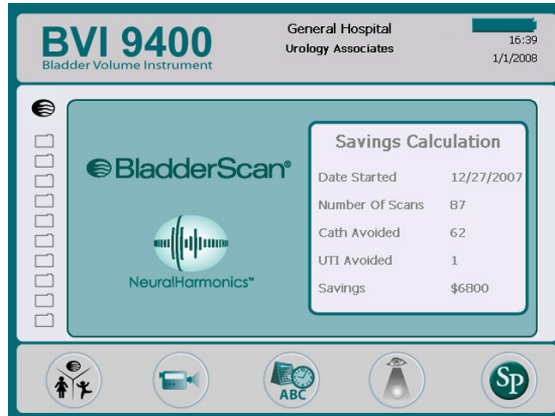 BVI 9400
Bladder Volume Instrument
General Hospital
Urology Associates
16:39
1/1/2008
BladderScan®
NeuralHarmonics™
Savings Calculation
Date Started 12/27/2007
Number Of Scans 87
Cath Avoided 62
UTI Avoided 1
Savings $6800
ABC
SP